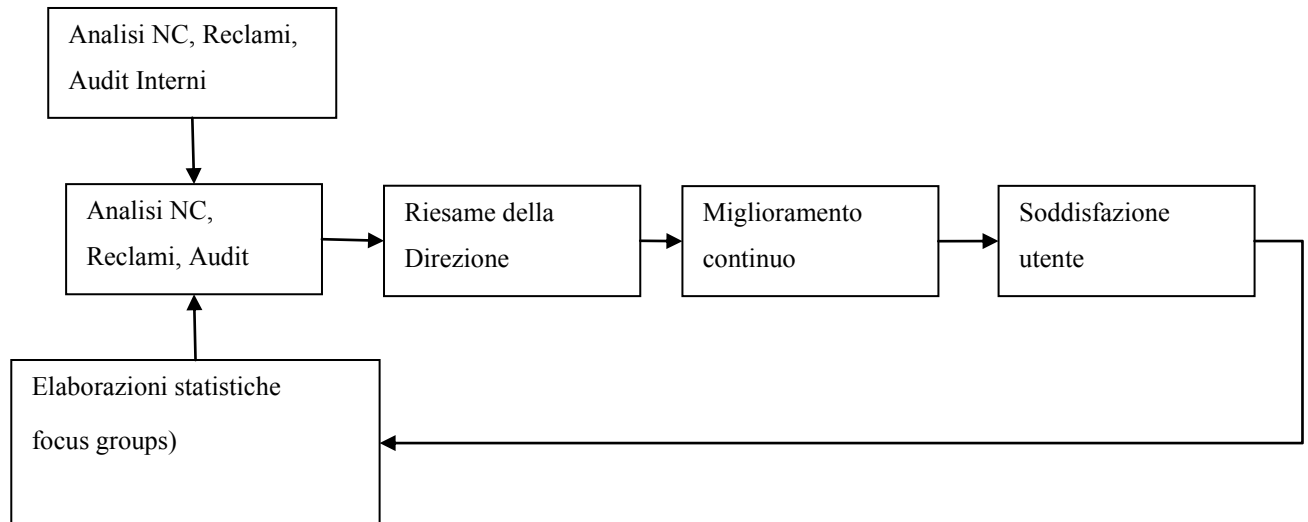 Analisi NC, Reclami,
Audit Interni
Analisi NC,
Reclami, Audit
Riesame della
Direzione
Miglioramento
continuo
Soddisfazione
utente
Elaborazioni statistiche
focus groups)